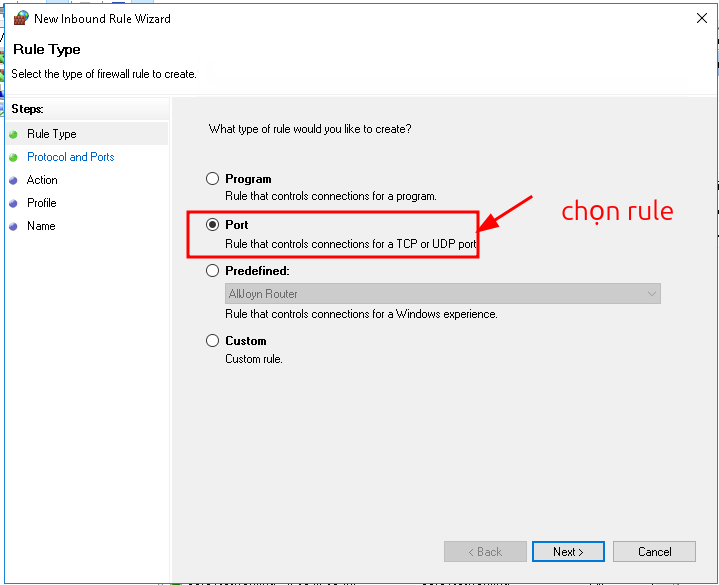 New Inbound Rule Wizard
Rule Type
Select the type of firewall rule to create.
Steps:
Rule Type
Protocol and Ports
Action
Profile
Name
What type of rule would you like to create?
Program
Rule that controls connections for a program.
Port
Rule that controls connections for a TCP or UDP port
chọn rule
Predefined:
AllJoyn Router
Rule that controls connections for a Windows experience.
Custom
Custom rule.
< Back
Next >
Cancel